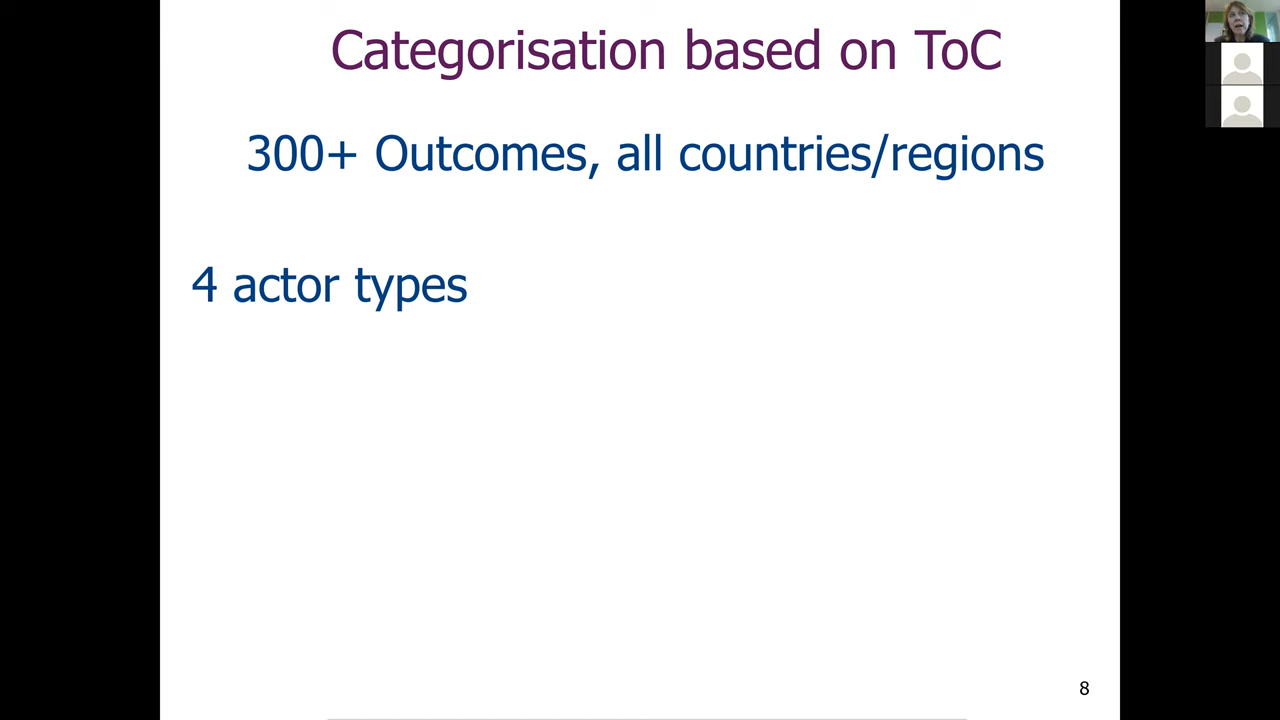 Categorisation based on ToC
300+ Outcomes, all countries/regions
4 actor types
8